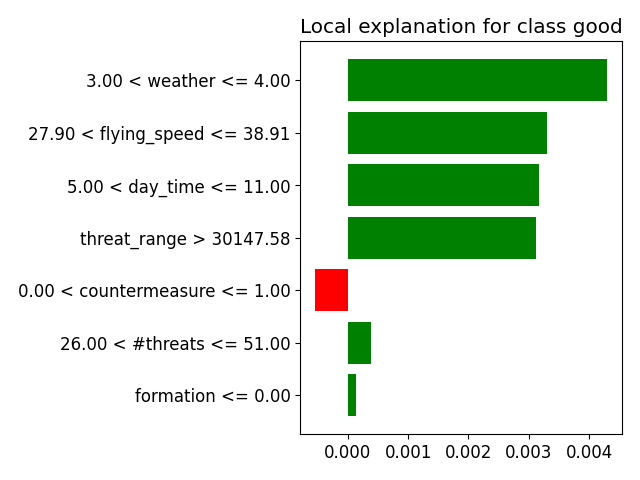 Local explanation for class good
3.00 < weather <= 4.00
27.90 < flying_speed <= 38.91
5.00 < day_time <= 11.00
threat_range > 30147.58
0.00 < countermeasure <= 1.00
26.00 < #threats <= 51.00
formation <= 0.00
0.000 0.001 0.002 0.003 0.004